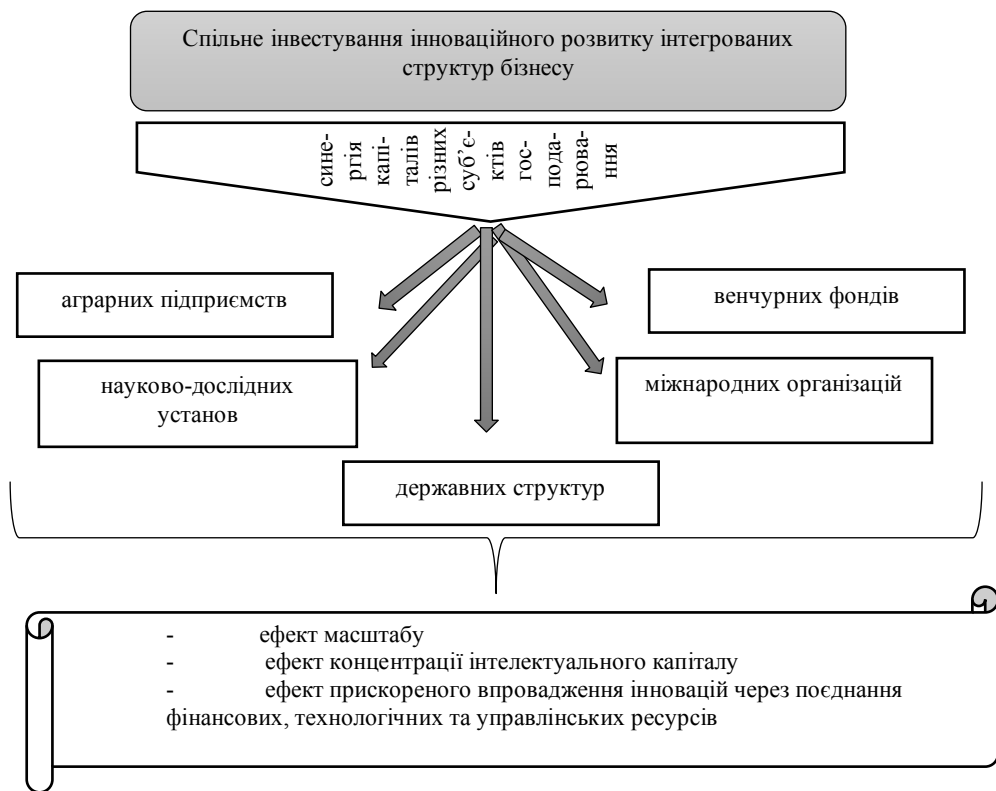 Спільне інвестування інноваційного розвитку інтегрованих
структур бізнесу
сине-
ргія
капі-
талів
різних
суб’є-
ктів
гос-
пода-
рюва-
ння
аграрних підприємств
венчурних фондів
науково-дослідних
установ
міжнародних організацій
державних структур
- ефект масштабу
- ефект концентрації інтелектуального капіталу
- ефект прискореного впровадження інновацій через поєднання
фінансових, технологічних та управлінських ресурсів